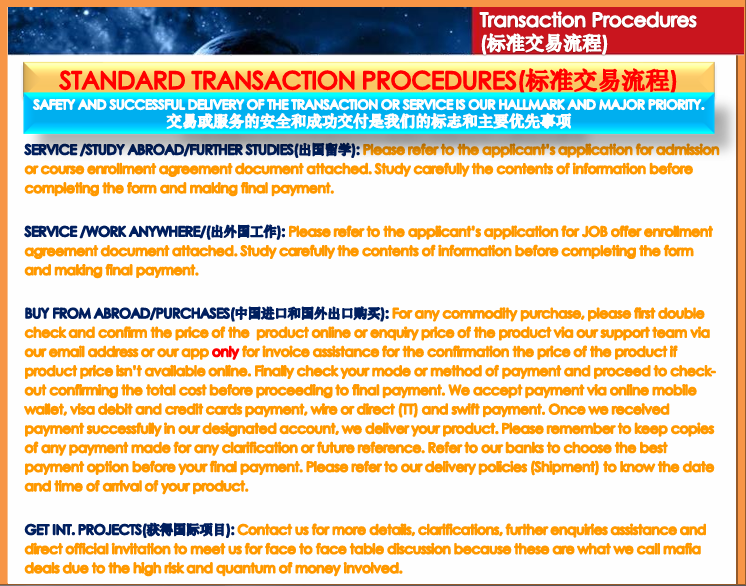 Transaction Procedures
(标准交易流程)
STANDARD TRANSACTION PROCEDURES(标准交易流程)
SAFETY AND SUCCESSFUL DELIVERY OF THE TRANSACTION OR SERVICE IS OUR HALLMARK AND MAJOR PRIORITY.
交易或服务的安全和成功交付是我们的标志和主要优先事项
SERVICE /STUDY ABROAD/FURTHER STUDIES(出国留学): Please refer to the applicant's application for admission
or course enrollment agreement document attached. Study carefully the contents of information before
completing the form and making final payment.
SERVICE /WORK ANYWHERE/(出外国工作): Please refer to the applicant's application for JOB offer enrollment
agreement document attached. Study carefully the contents of information before completing the form
and making final payment.
BUY FROM ABROAD/PURCHASES(中国进口和国外出口购买): For any commodity purchase, please first double
check and confirm the price of the product online or enquiry price of the product via our support team via
our email address or our app only for invoice assistance for the confirmation the price of the product if
product price isn't available online. Finally check your mode or method of payment and proceed to check-
out confirming the total cost before proceeding to final payment. We accept payment via online mobile
wallet, visa debit and credit cards payment, wire or direct (TT) and swift payment. Once we received
payment successfully in our designated account, we deliver your product. Please remember to keep copies
of any payment made for any clarification or future reference. Refer to our banks to choose the best
payment option before your final payment. Please refer to our delivery policies (Shipment) to know the date
and time of arrival of your product.
GET INT. PROJECTS(获得国际项目): Contact us for more details, clarifications, further enquiries assistance and
direct official invitation to meet us for face to face table discussion because these are what we call mafia
deals due to the high risk and quantum of money involved.